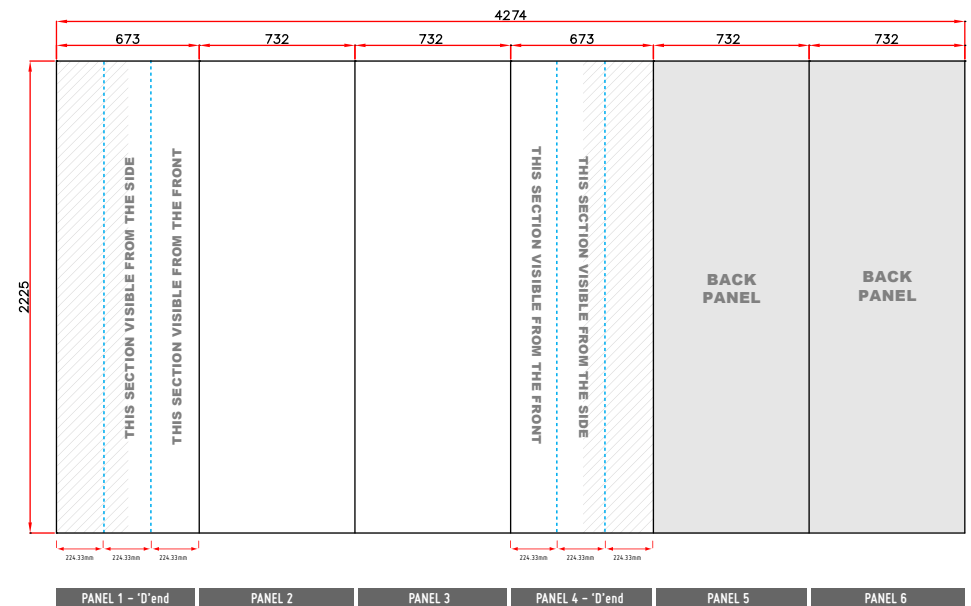 4274
673 732 732 673 732 732
2225
THIS SECTION VISIBLE FROM THE SIDE
THIS SECTION VISIBLE FROM THE FRONT
THIS SECTION VISIBLE FROM THE FRONT
THIS SECTION VISIBLE FROM THE SIDE
BACK
PANEL
BACK
PANEL
224.33mm 224.33mm 224.33mm 224.33mm 224.33mm 224.33mm
PANEL 1 - 'D'end PANEL 2 PANEL 3 PANEL 4 - 'D'end PANEL 5 PANEL 6